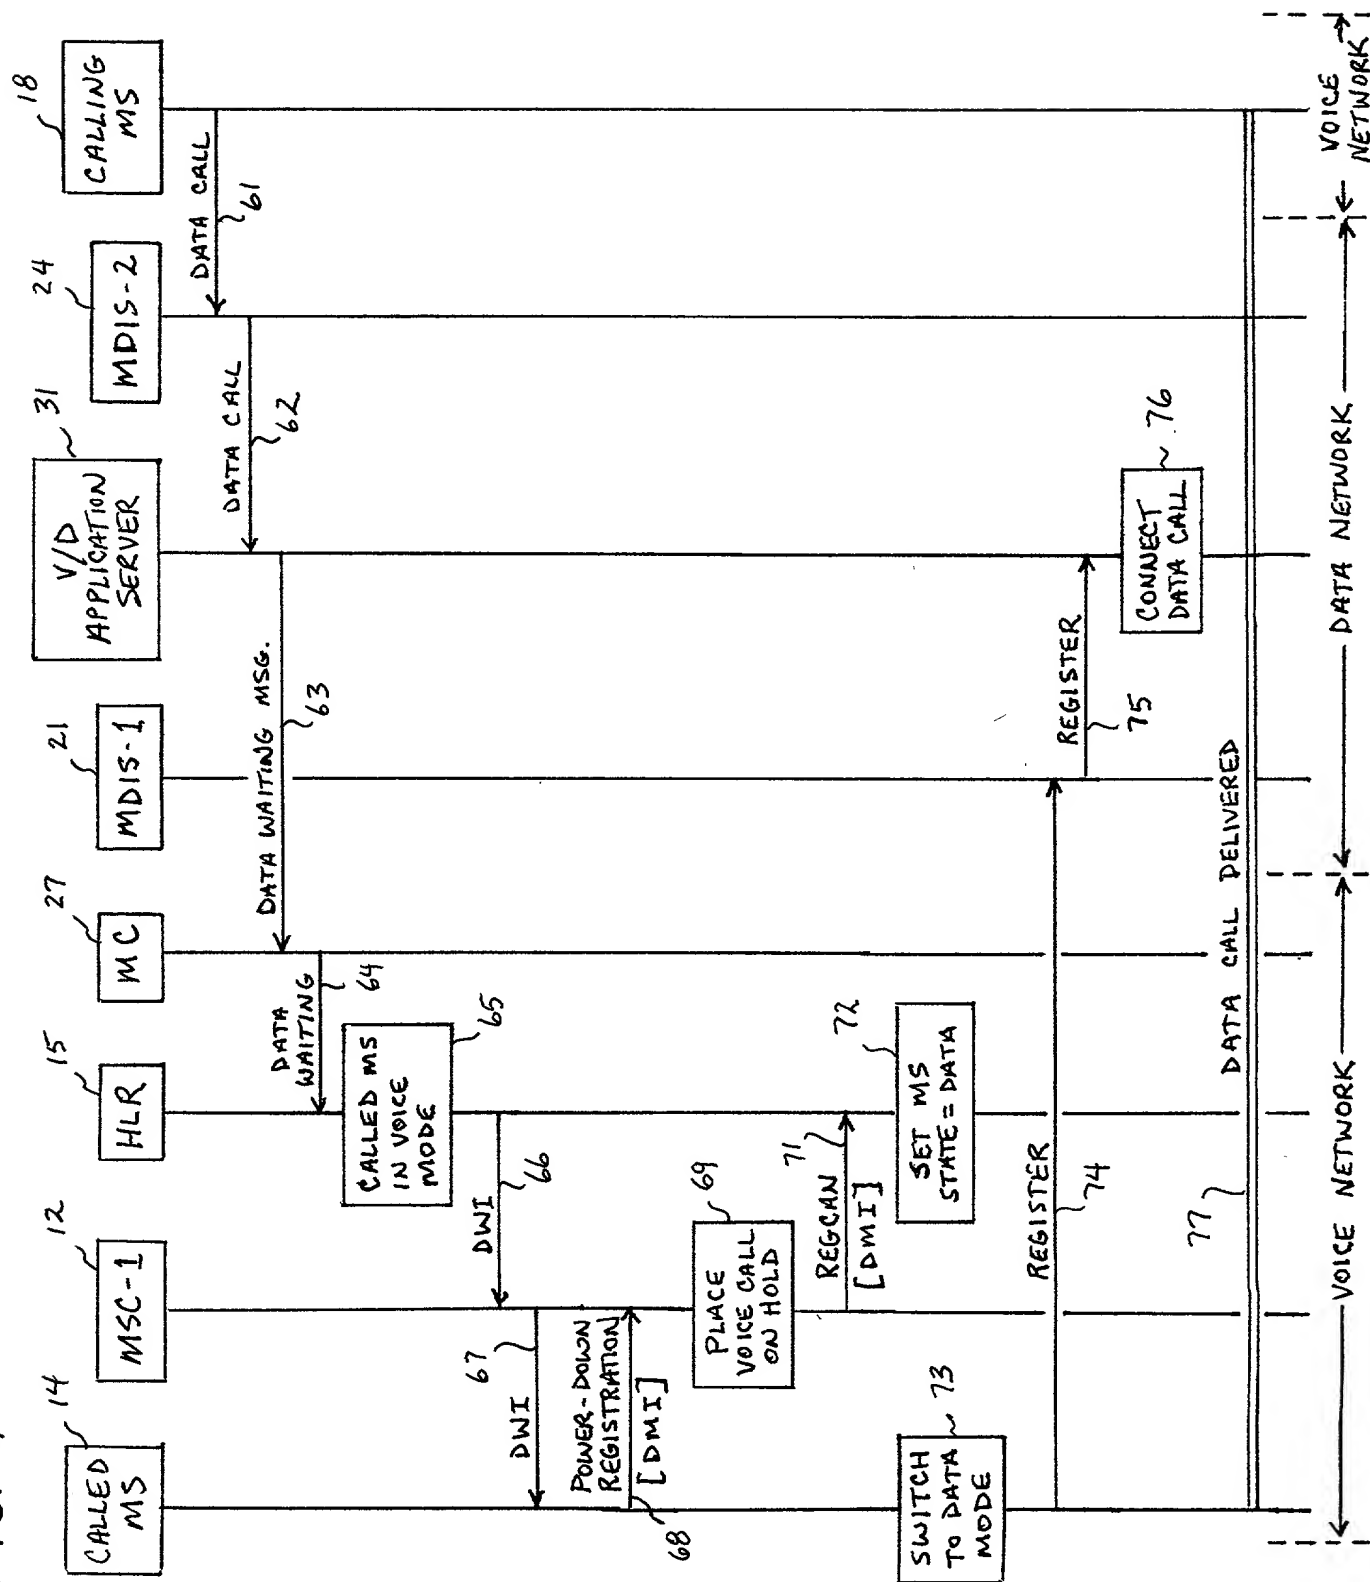 14
CALLED
MS
12
MSC-1
15
HLR
27
MC
21
MDIS-1
31
V/D
APPLICATION
SERVER
24
MDIS-2
18
CALLING
MS
DATA CALL
61
DATA CALL
62
DATA WAITING MSG.
63
DATA
WAITING
64
CALLED MS
IN VOICE
MODE
65
DWI
66
DWI
67
POWER-DOWN
REGISTRATION
[DMI]
68
PLACE
VOICE CALL
ON HOLD
69
REGCAN
[DMI]
71
SET MS
STATE = DATA
72
SWITCH
TO DATA
MODE
73
REGISTER
74
REGISTER
75
CONNECT
DATA CALL
76
DATA CALL DELIVERED
77
VOICE NETWORK
DATA NETWORK
VOICE
NETWORK